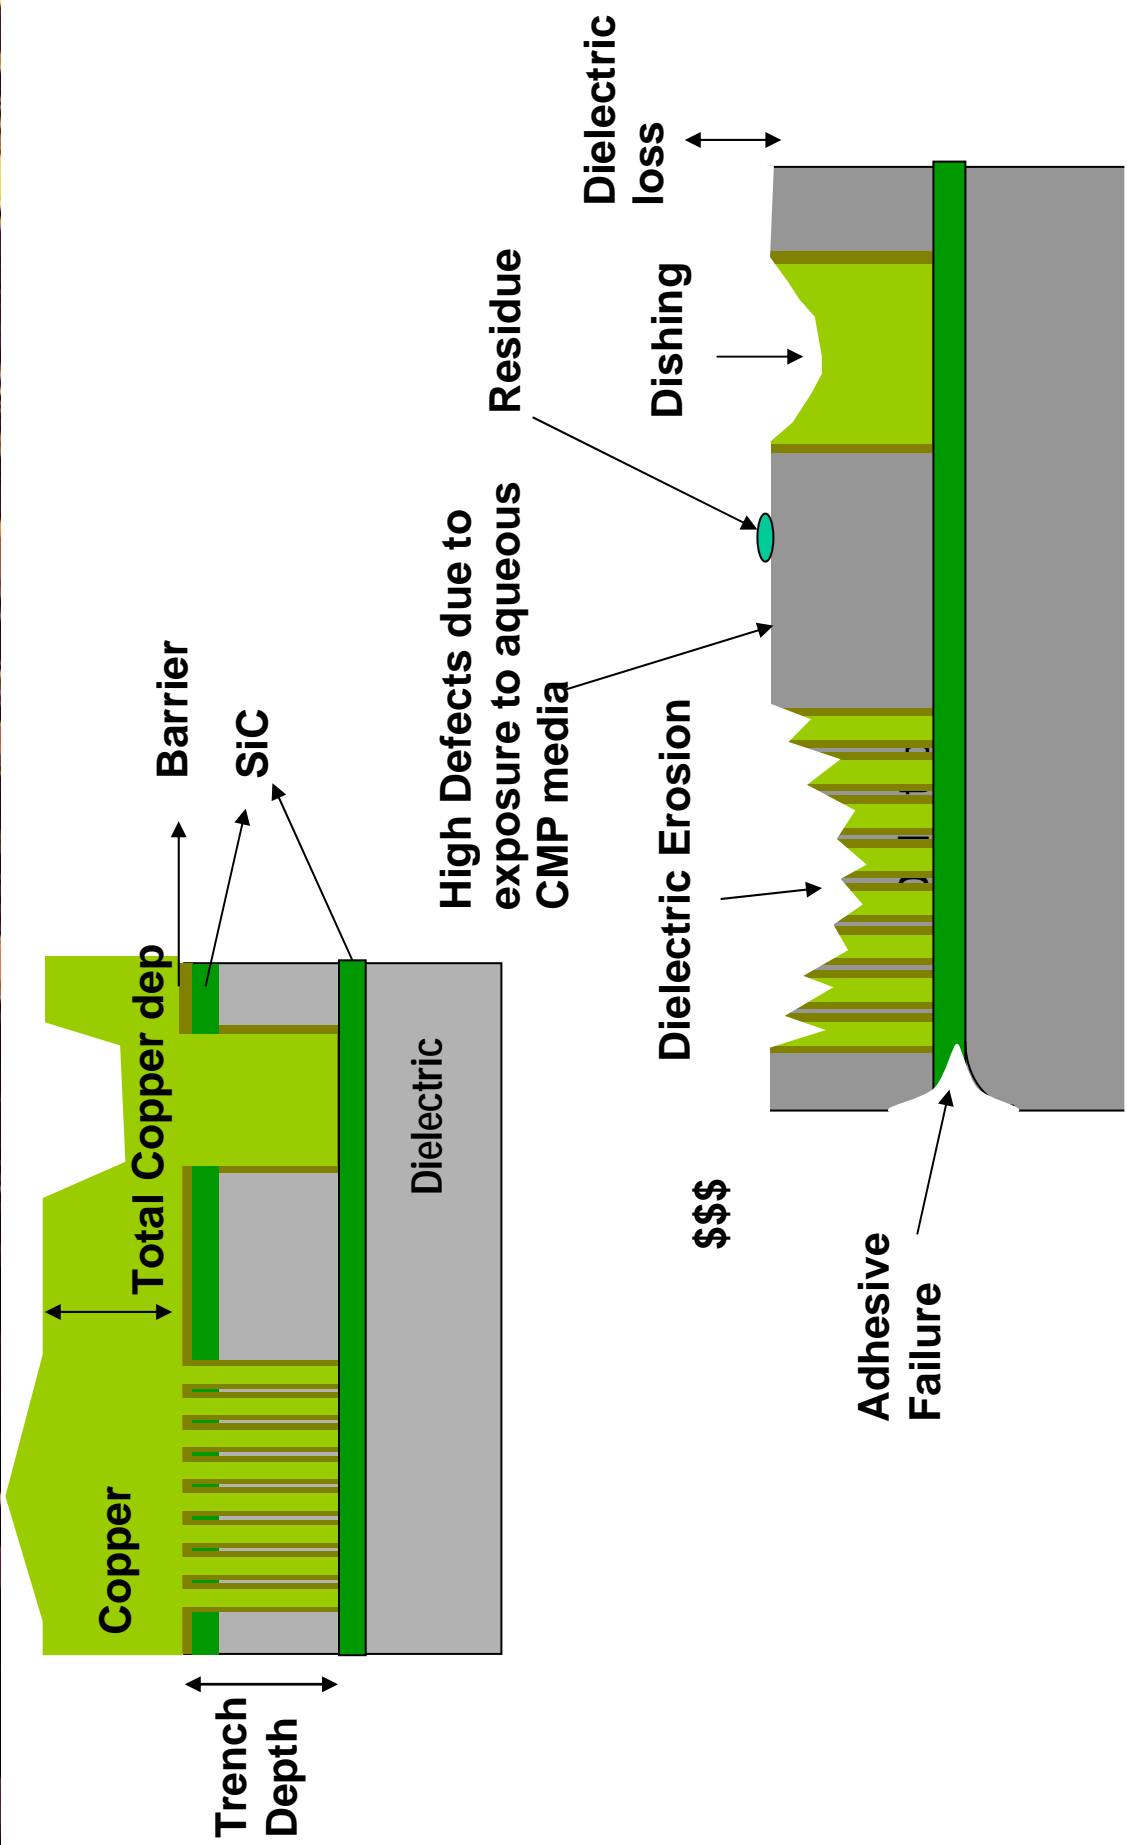 Copper
Total Copper dep
Barrier
SiC
Trench
Depth
Dielectric
High Defects due to
exposure to aqueous
CMP media
Residue
Dielectric
loss
Dielectric Erosion
Dishing
$$$
Adhesive
Failure